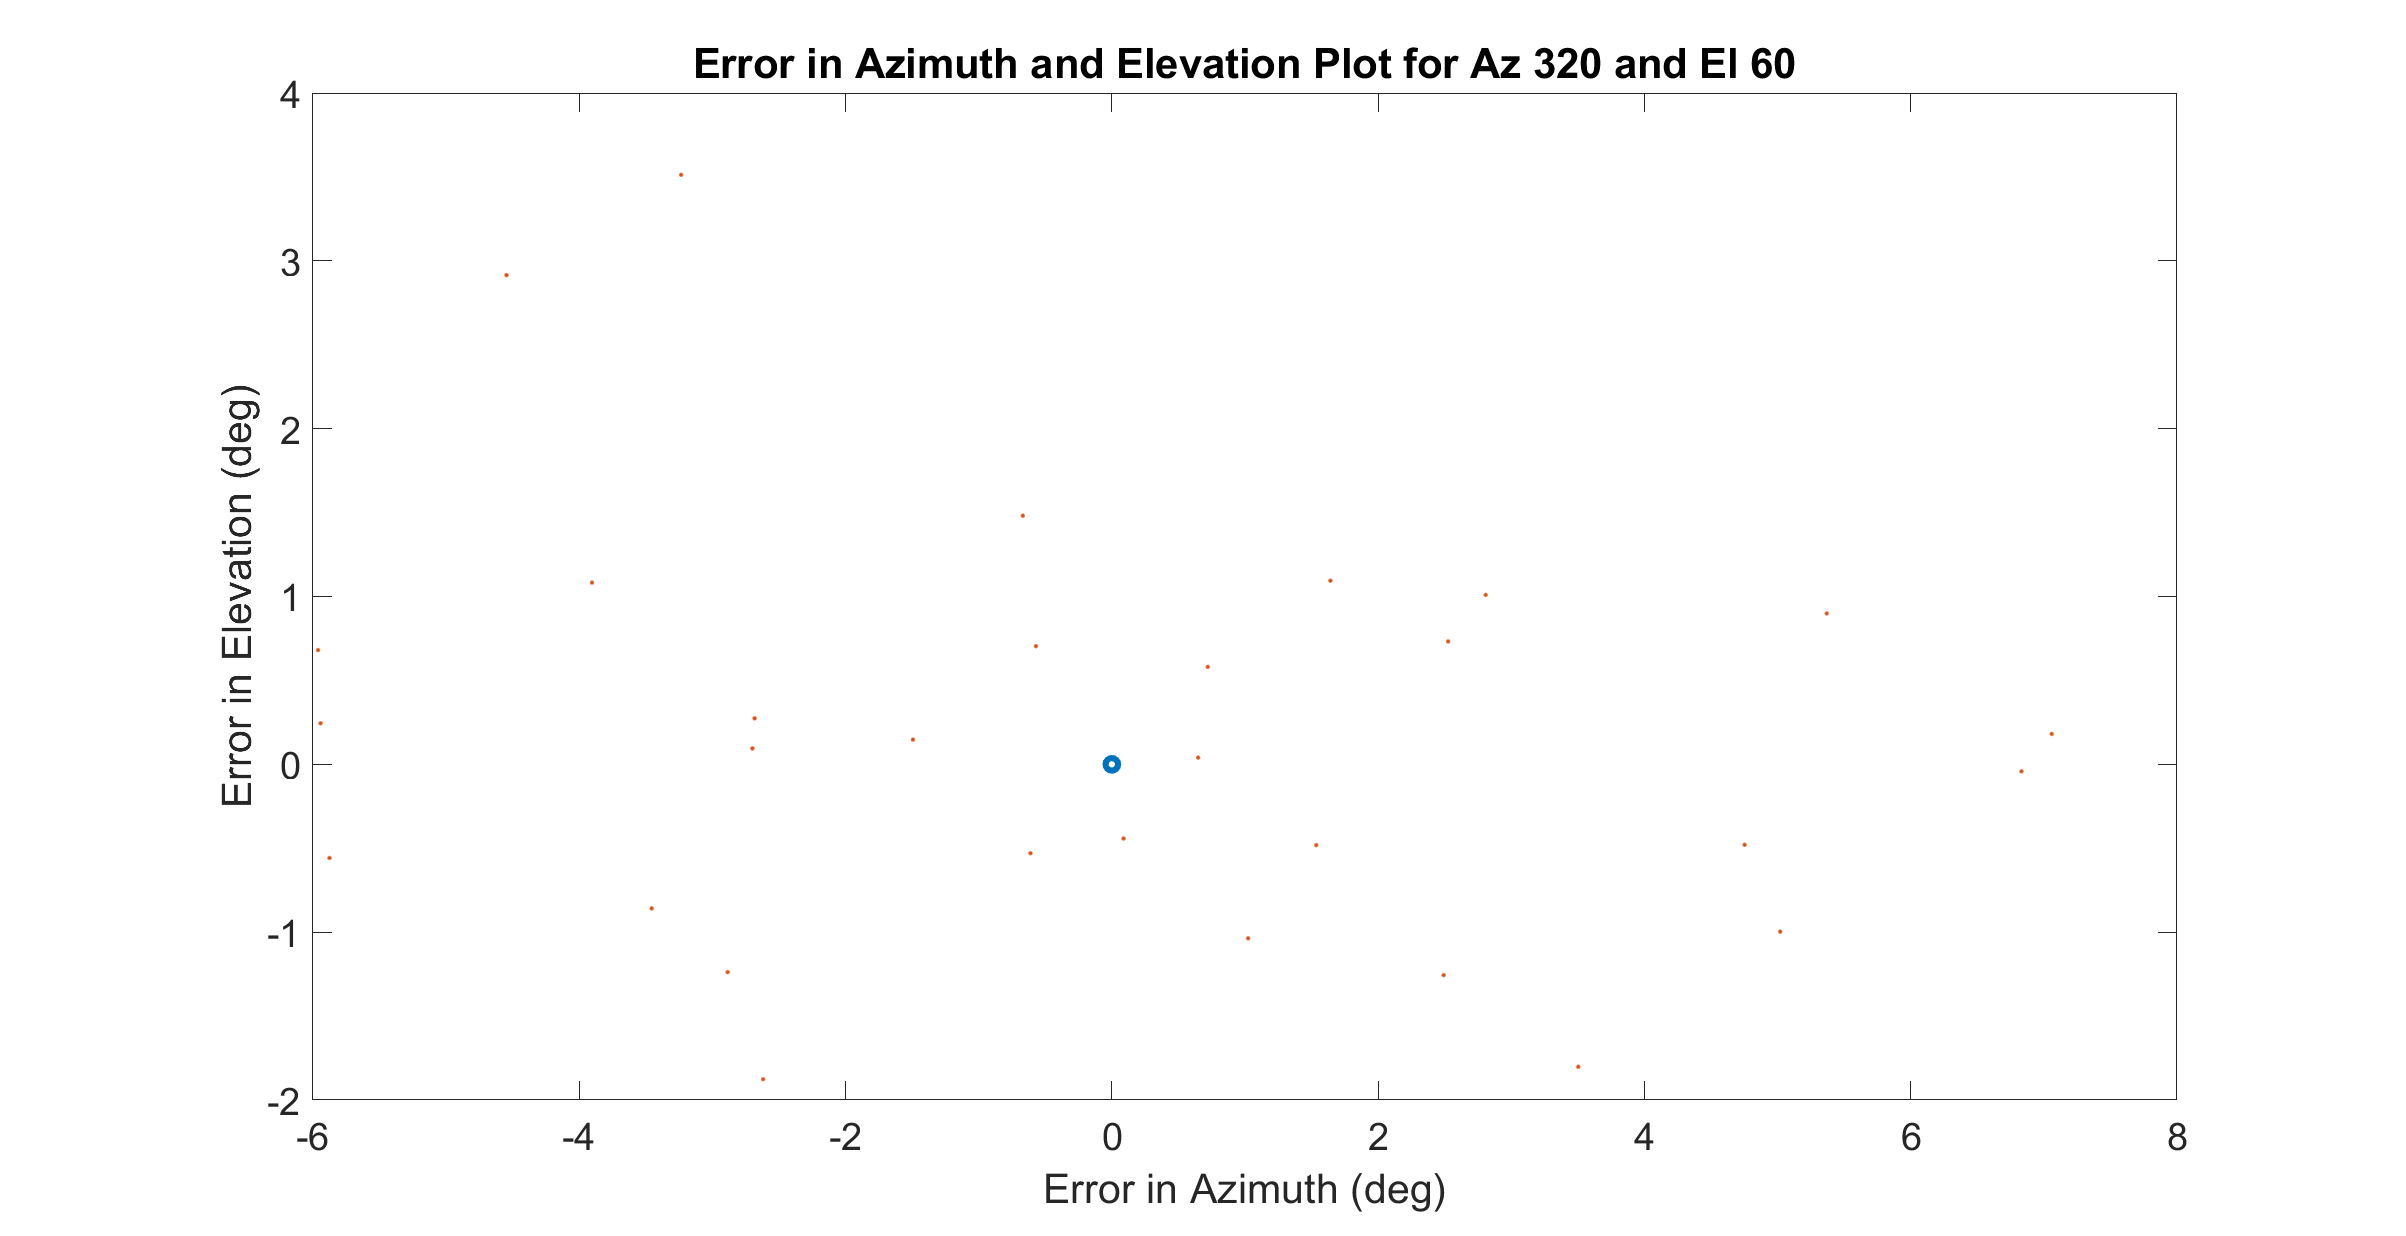 Error in Azimuth and Elevation Plot for Az 320 and El 60
4
3
2
1
0
-1
-2
Error in Elevation (deg)
-6 -4 -2 0 2 4 6 8
Error in Azimuth (deg)